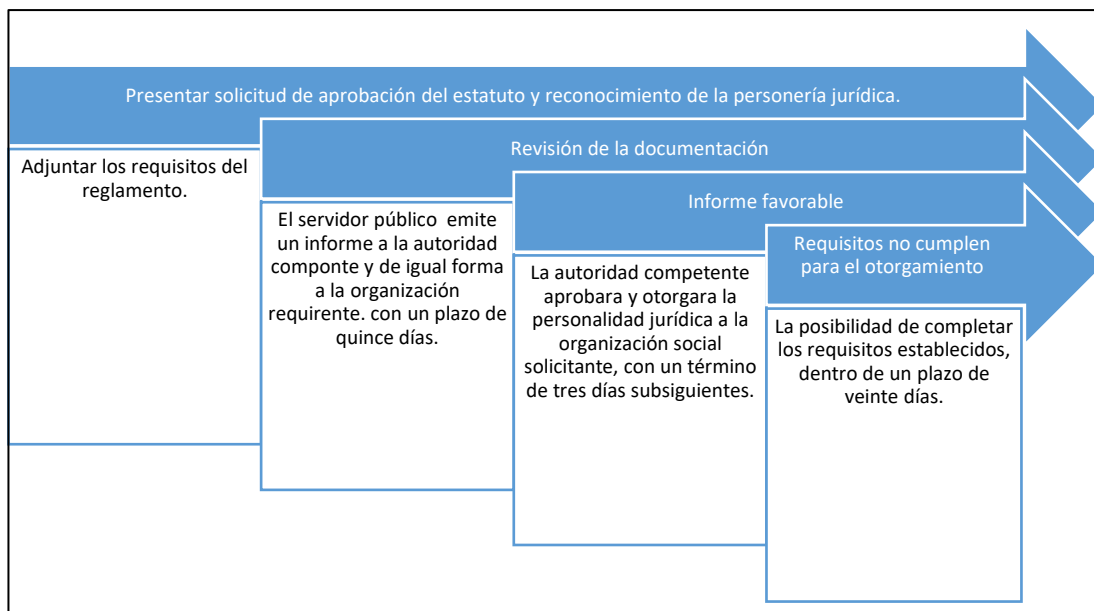 Presentar solicitud de aprobación del estatuto y reconocimiento de la personería jurídica.
Adjuntar los requisitos del
reglamento.
Revisión de la documentación
El servidor público emite
un informe a la autoridad
componte y de igual forma
a la organización
requirente. con un plazo de
quince días.
Informe favorable
La autoridad competente
aprobara y otorgara la
personalidad jurídica a la
organización social
solicitante, con un término
de tres días subsiguientes.
Requisitos no cumplen
para el otorgamiento
La posibilidad de completar
los requisitos establecidos,
dentro de un plazo de
veinte días.